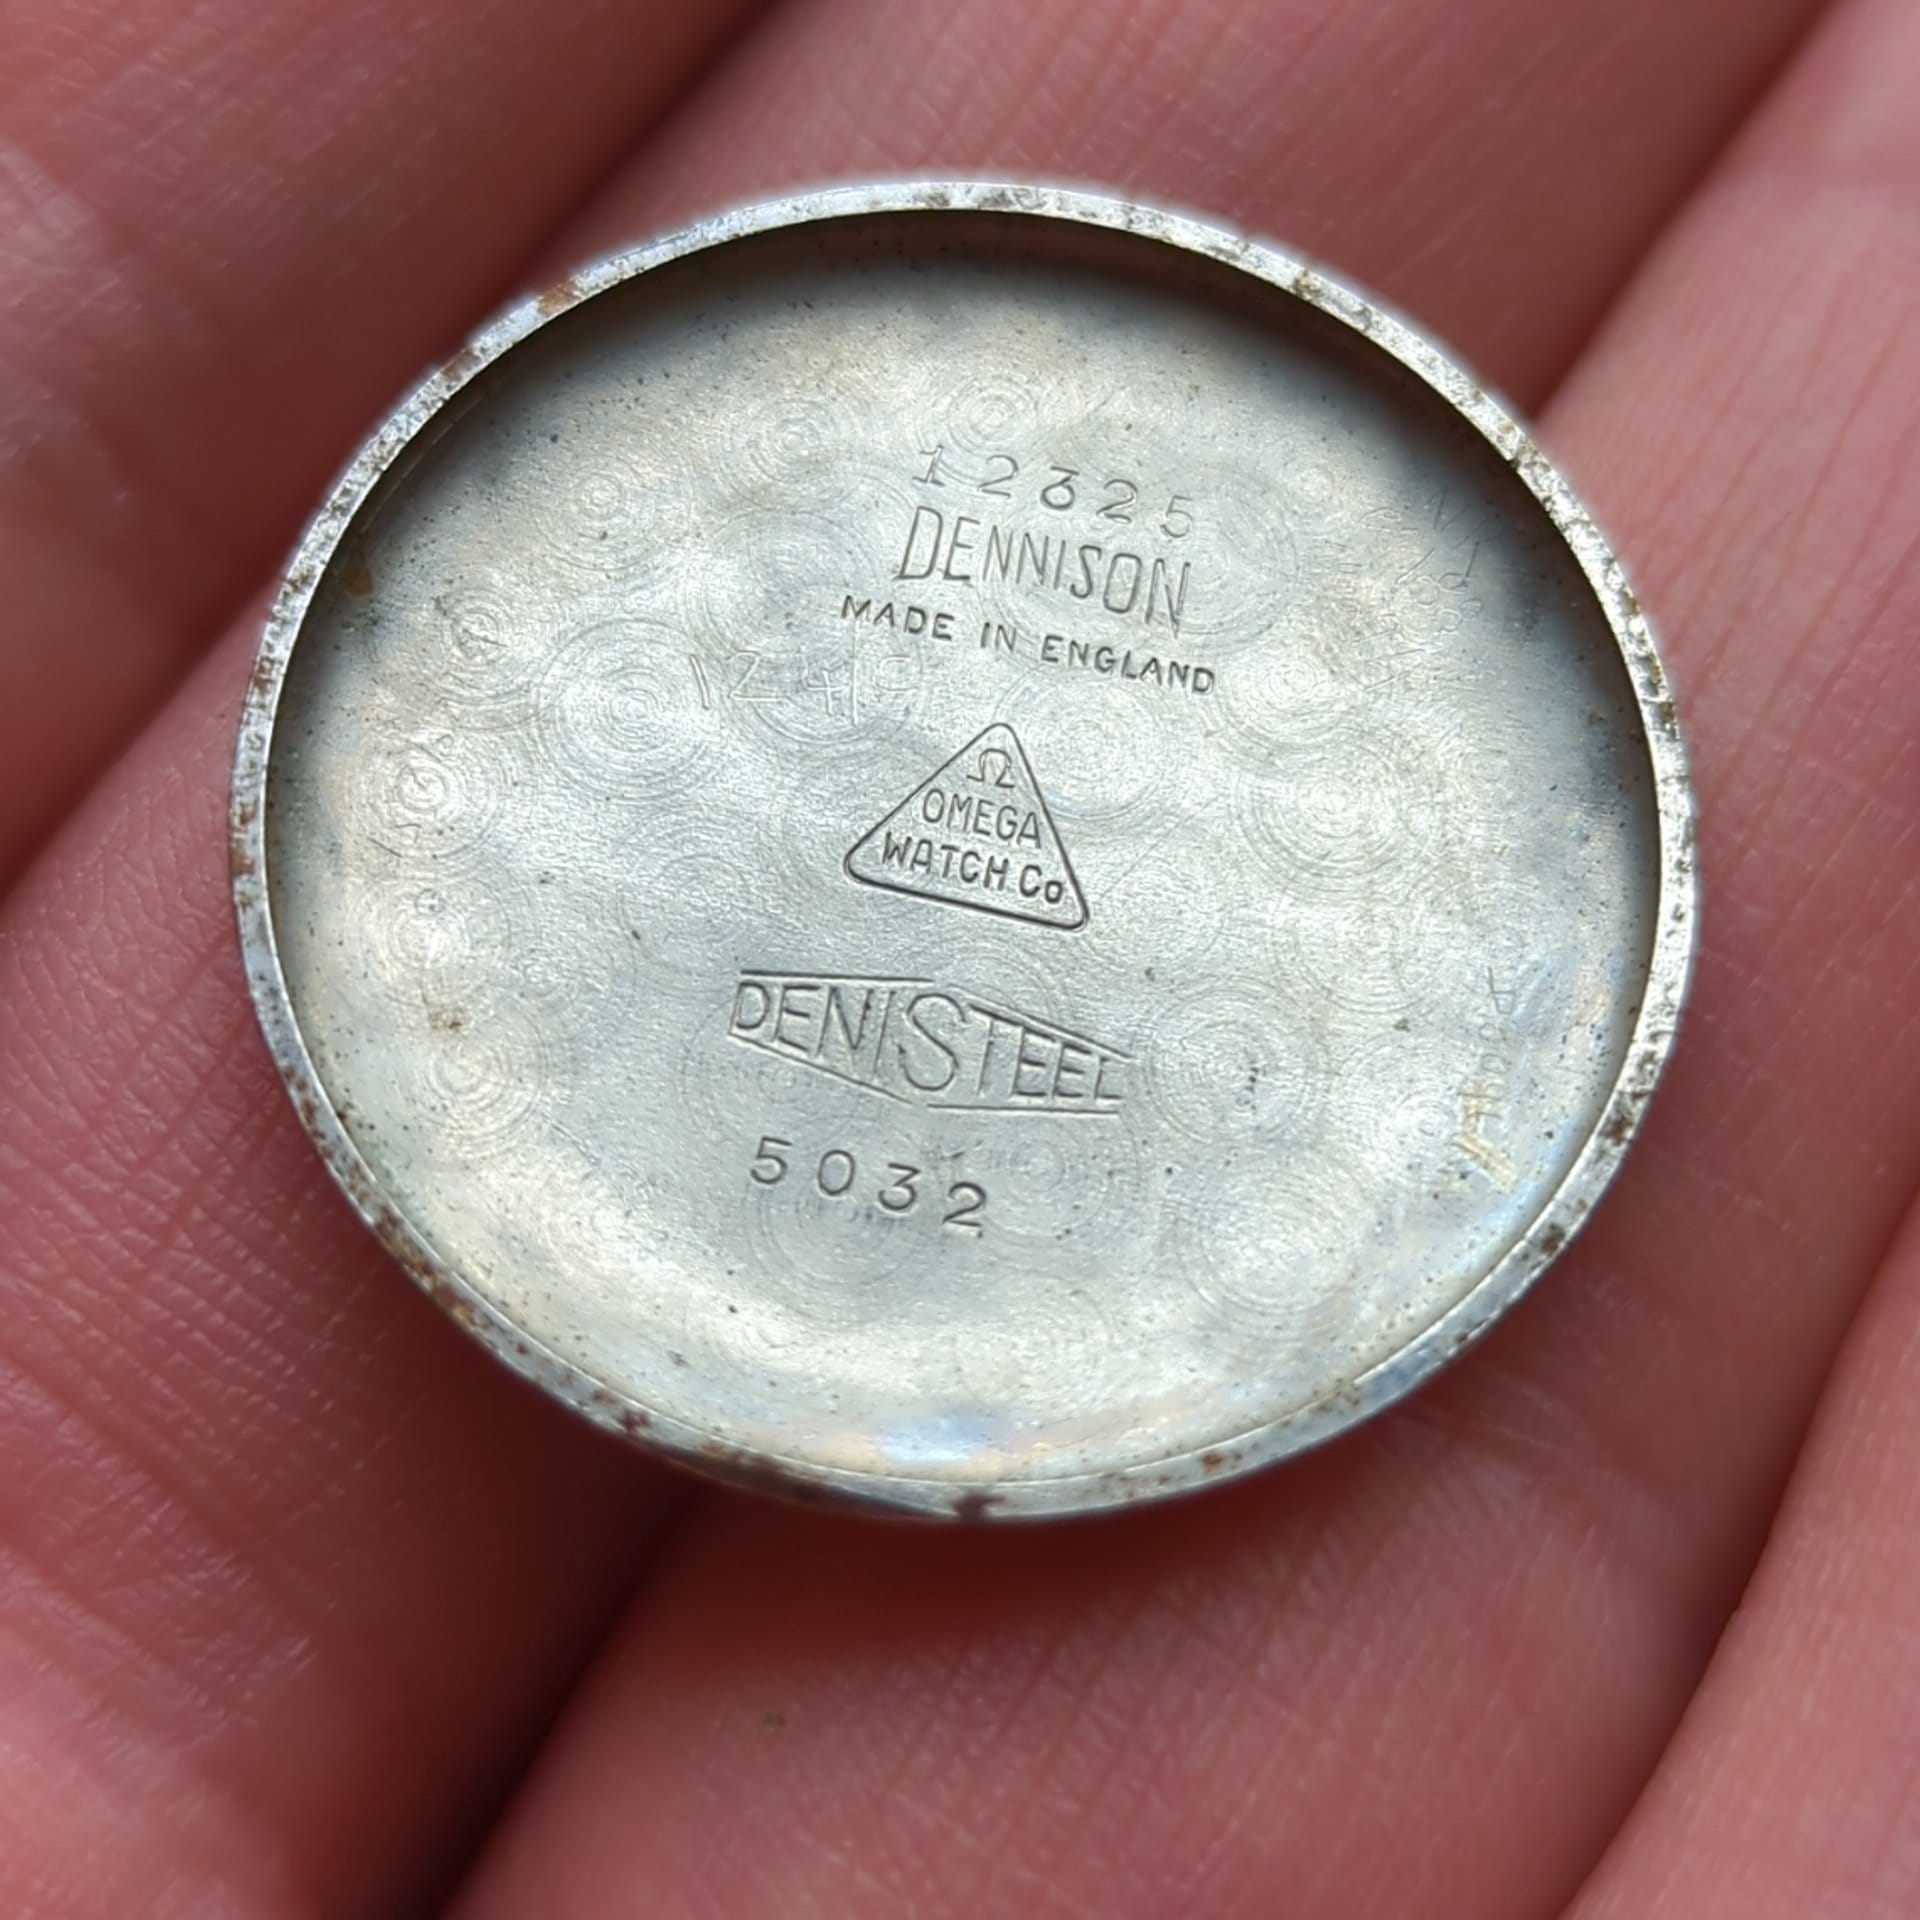 12325
DENNISON
MADE IN ENGLAND
Ω
OMEGA
WATCH Co
DENISTEEL
5032